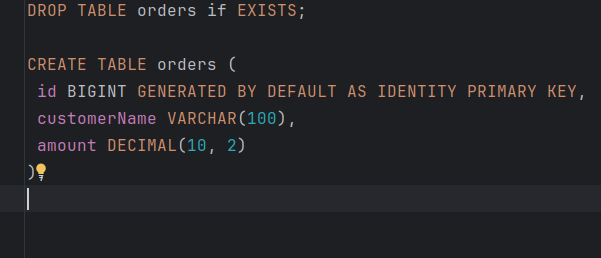 DROP TABLE orders if EXISTS;
CREATE TABLE orders (
id BIGINT GENERATED BY DEFAULT AS IDENTITY PRIMARY KEY,
customerName VARCHAR(100),
amount DECIMAL(10, 2)
)